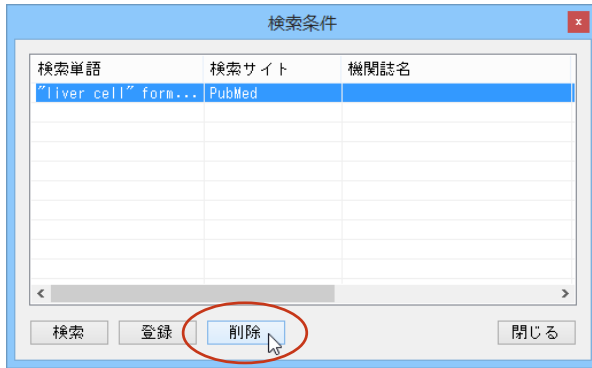 検索条件
x
検索単語 検索サイト 機関誌名
"liver cell" form... PubMed
検索 登録 削除 閉じる